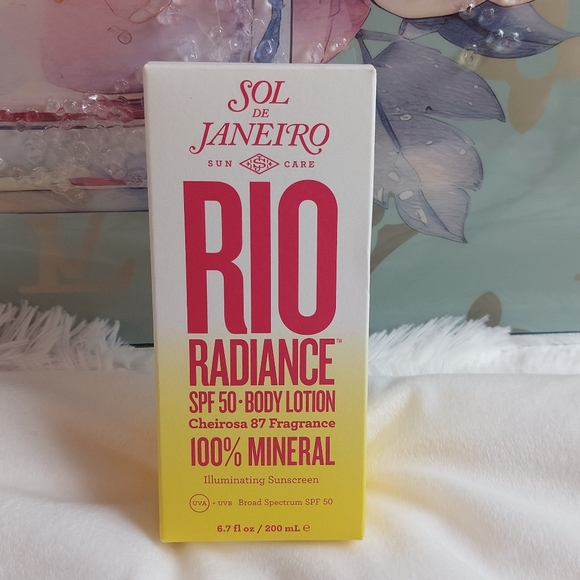 SOL
DE
JANEIRO
SUN CARE
RIO
RADIANCE™
SPF 50 • BODY LOTION
Cheirosa 87 Fragrance
100% MINERAL
Illuminating Sunscreen
UVA + UVB Broad Spectrum SPF 50
6.7 fl oz / 200 mL ℮